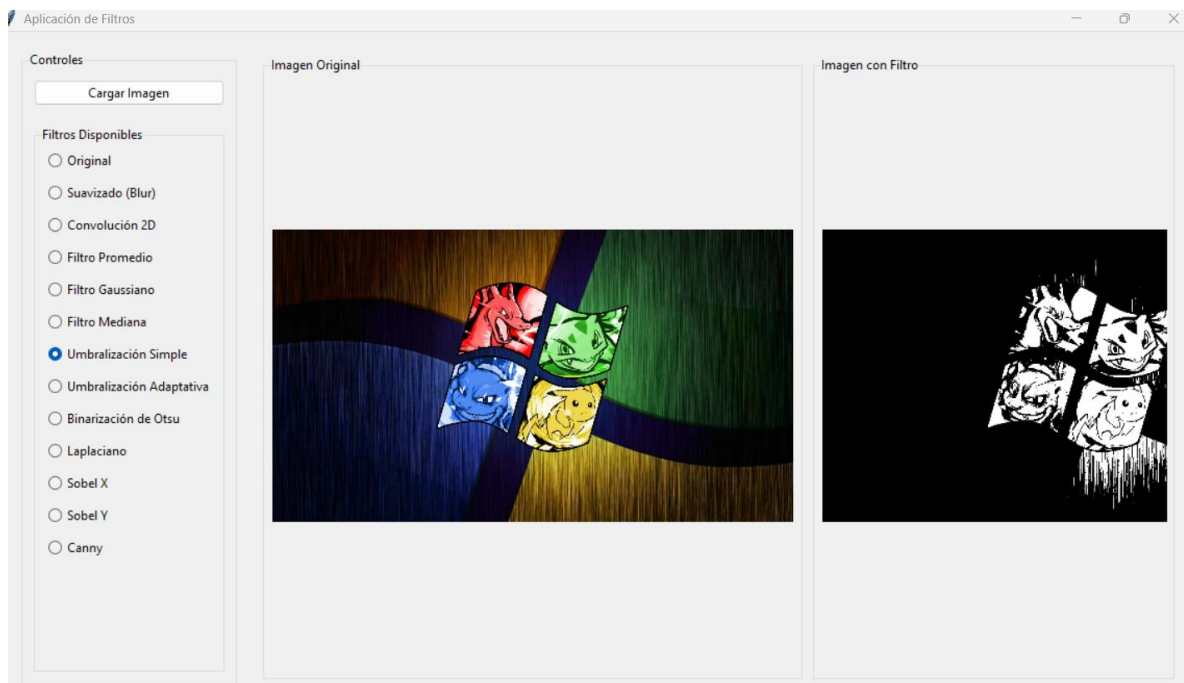 Aplicación de Filtros
Controles
Cargar Imagen
Filtros Disponibles
Original
Suavizado (Blur)
Convolución 2D
Filtro Promedio
Filtro Gaussiano
Filtro Mediana
Umbralización Simple
Umbralización Adaptativa
Binarización de Otsu
Laplaciano
Sobel X
Sobel Y
Canny
Imagen Original
Imagen con Filtro